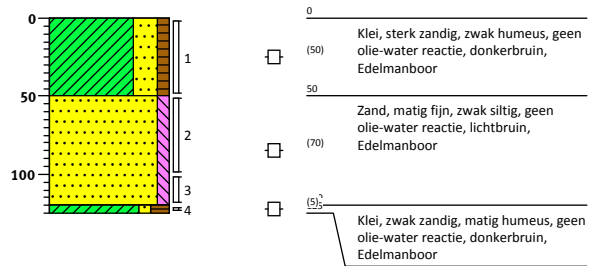 0
50
100
1
2
3
4
0
(50)
Klei, sterk zandig, zwak humeus, geen
olie-water reactie, donkerbruin,
Edelmanboor
50
(70)
Zand, matig fijn, zwak siltig, geen
olie-water reactie, lichtbruin,
Edelmanboor
(5)
Klei, zwak zandig, matig humeus, geen
olie-water reactie, donkerbruin,
Edelmanboor